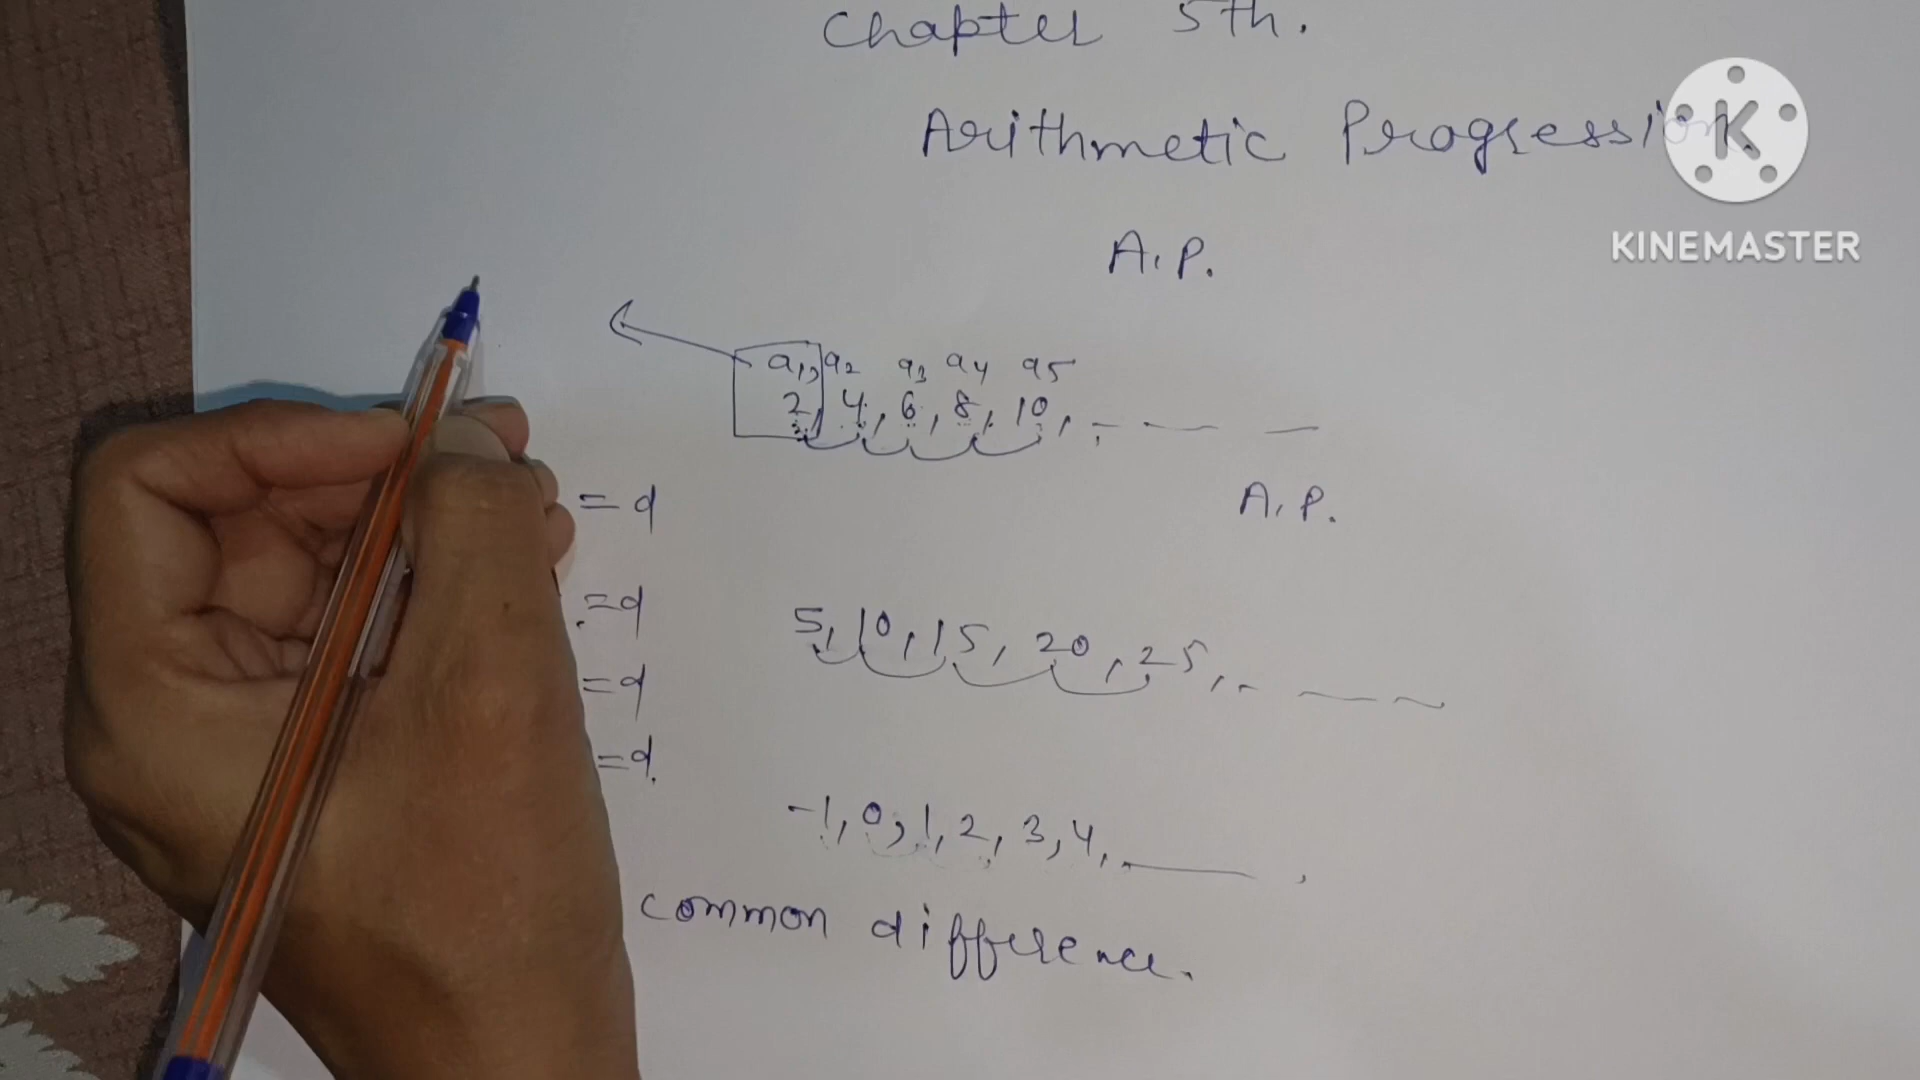 Chapter 5th.
Arithmetic Progression
K
KINEMASTER
A.P.
a1, a2 a3 a4 a5
2, 4, 6, 8, 10, - — —
A.P.
= d
= d
= d
= d.
5, 10, 15, 20, 25, - — ~
-1, 0, 1, 2, 3, 4, — .
common difference.